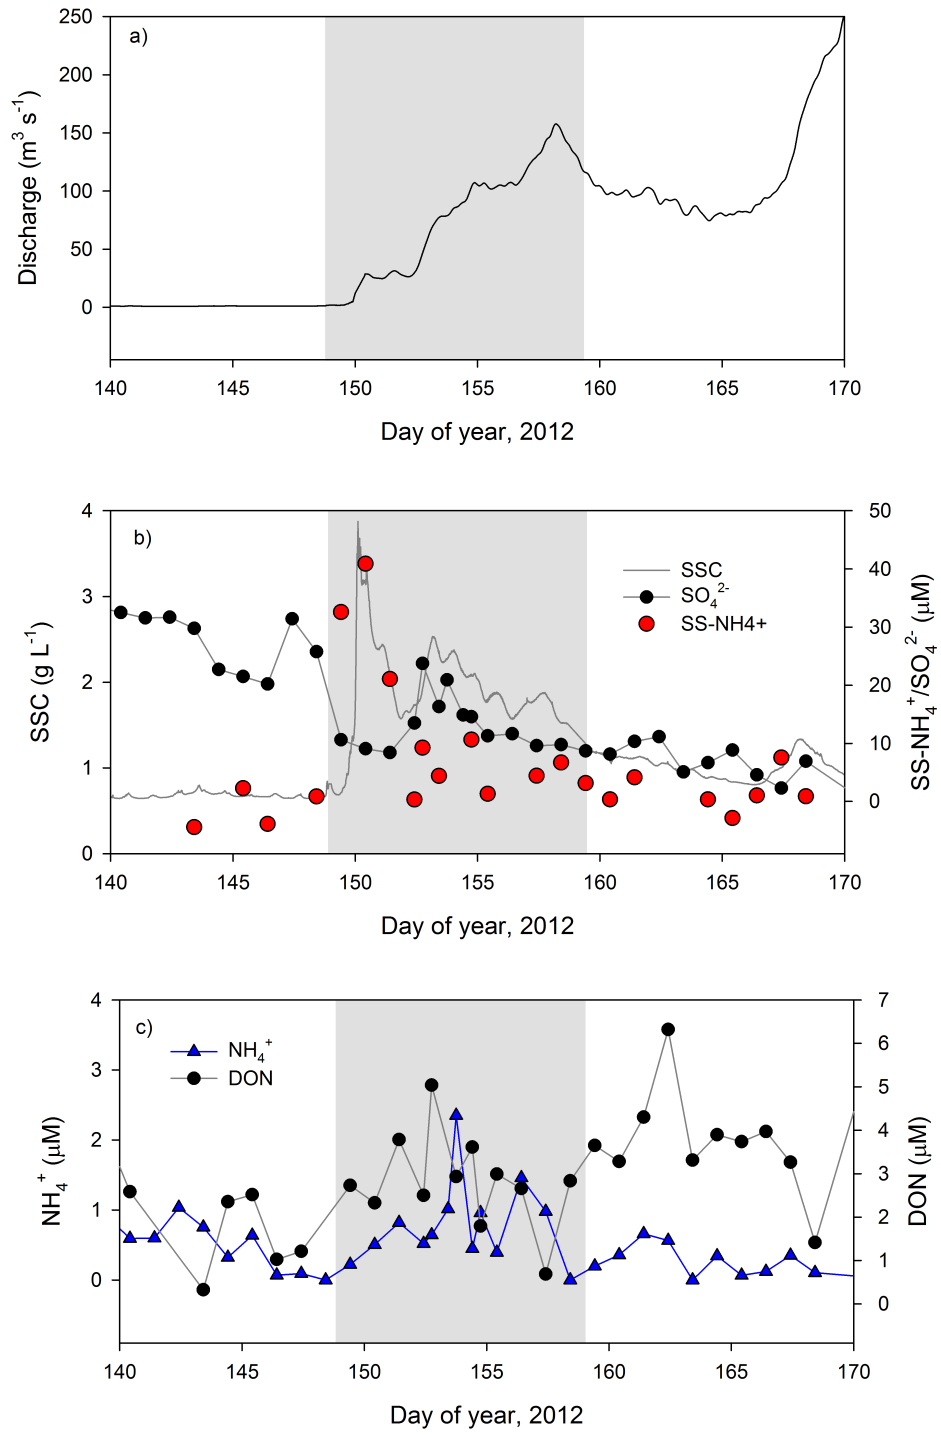 a)
250
200
150
100
50
0
Discharge (m³ s⁻¹)
140 145 150 155 160 165 170
Day of year, 2012
b)
4
3
2
1
0
SSC (g L⁻¹)
50
40
30
20
10
0
SS-NH₄⁺/SO₄²⁻ (μM)
SSC
SO₄²⁻
SS-NH4+
140 145 150 155 160 165 170
Day of year, 2012
c)
4
3
2
1
0
NH₄⁺ (μM)
7
6
5
4
3
2
1
0
DON (μM)
NH₄⁺
DON
140 145 150 155 160 165 170
Day of year, 2012